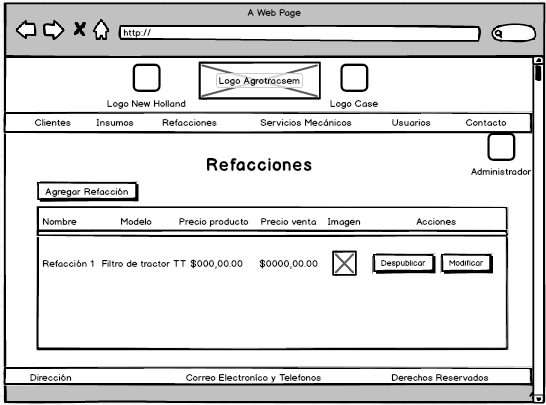 A Web Page
http://
Logo Agrotracsem
Logo New Holland
Logo Case
Clientes Insumos Refacciones Servicios Mecánicos Usuarios Contacto
Refacciones
Administrador
Agregar Refacción
Nombre Modelo Precio producto Precio venta Imagen Acciones
Refacción 1 Filtro de tractor TT $000,00.00 $0000,00.00 Despublicar Modificar
Dirección Correo Electroníco y Telefonos Derechos Reservados